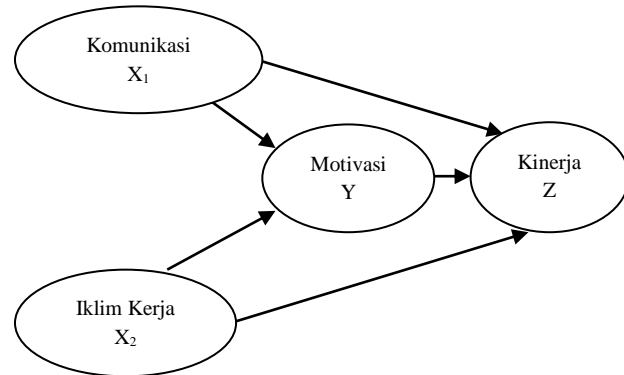 Komunikasi
X₁
Motivasi
Y
Kinerja
Z
Iklim Kerja
X₂